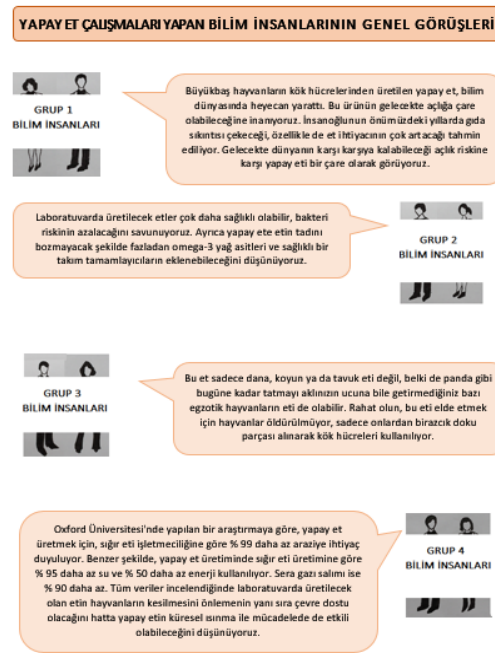 YAPAY ET ÇALIŞMALARI YAPAN BİLİM İNSANLARININ GENEL GÖRÜŞLERİ
GRUP 1
BİLİM İNSANLARI
Büyükbaş hayvanların kök hücrelerinden üretilen yapay et, bilim
dünyasında heyecan yarattı. Bu ürünün gelecekte açlığa çare
olabileceğine inanıyoruz. İnsanoğlunun önümüzdeki yıllarda gıda
sıkıntısı çekeceği, özellikle de et ihtiyacının çok artacağı tahmin
ediliyor. Gelecekte dünyanın karşı karşıya kalabileceği açlık riskine
karşı yapay eti bir çare olarak görüyoruz.
Laboratuvarda üretilecek etler çok daha sağlıklı olabilir, bakteri
riskinin azalacağını savunuyoruz. Ayrıca yapay ete etin tadını
bozmayacak şekilde fazladan omega-3 yağ asitleri ve sağlıklı bir
takım tamamlayıcıların eklenebileceğini düşünüyoruz.
GRUP 2
BİLİM İNSANLARI
GRUP 3
BİLİM İNSANLARI
Bu et sadece dana, koyun ya da tavuk eti değil, belki de panda gibi
bugüne kadar tatmayı aklınızın ucuna bile getirmediğiniz bazı
egzotik hayvanların eti de olabilir. Rahat olun, bu eti elde etmek
için hayvanlar öldürülmüyor, sadece onlardan birazcık doku
parçası alınarak kök hücreleri kullanılıyor.
Oxford Üniversitesi'nde yapılan bir araştırmaya göre, yapay et
üretmek için, sığır eti işletmeciliğine göre % 99 daha az araziye ihtiyaç
duyuluyor. Benzer şekilde, yapay et üretiminde sığır eti üretimine göre
% 95 daha az su ve % 50 daha az enerji kullanılıyor. Sera gazı salımı ise
% 90 daha az. Tüm veriler incelendiğinde laboratuvarda üretilecek
olan etin hayvanların kesilmesini önlemenin yanı sıra çevre dostu
olacağını hatta yapay etin küresel ısınma ile mücadelede de etkili
olabileceğini düşünüyoruz.
GRUP 4
BİLİM İNSANLARI